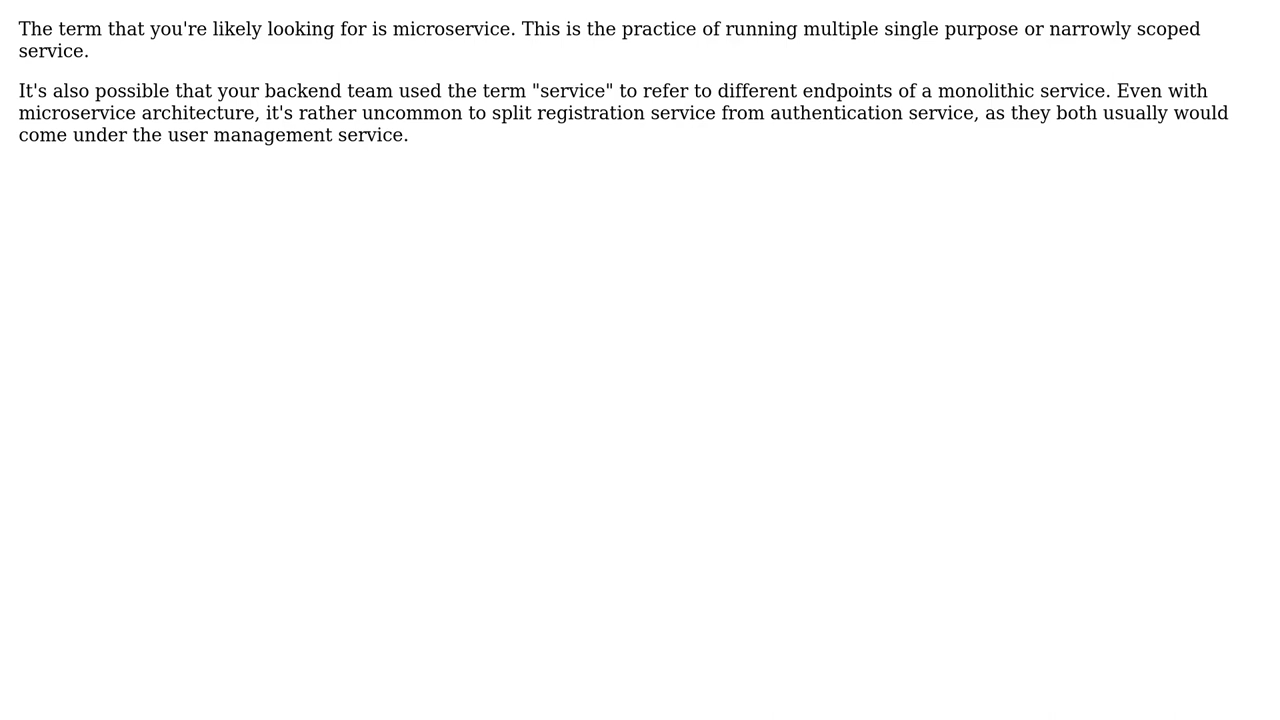 The term that you're likely looking for is microservice. This is the practice of running multiple single purpose or narrowly scoped
service.
It's also possible that your backend team used the term "service" to refer to different endpoints of a monolithic service. Even with
microservice architecture, it's rather uncommon to split registration service from authentication service, as they both usually would
come under the user management service.